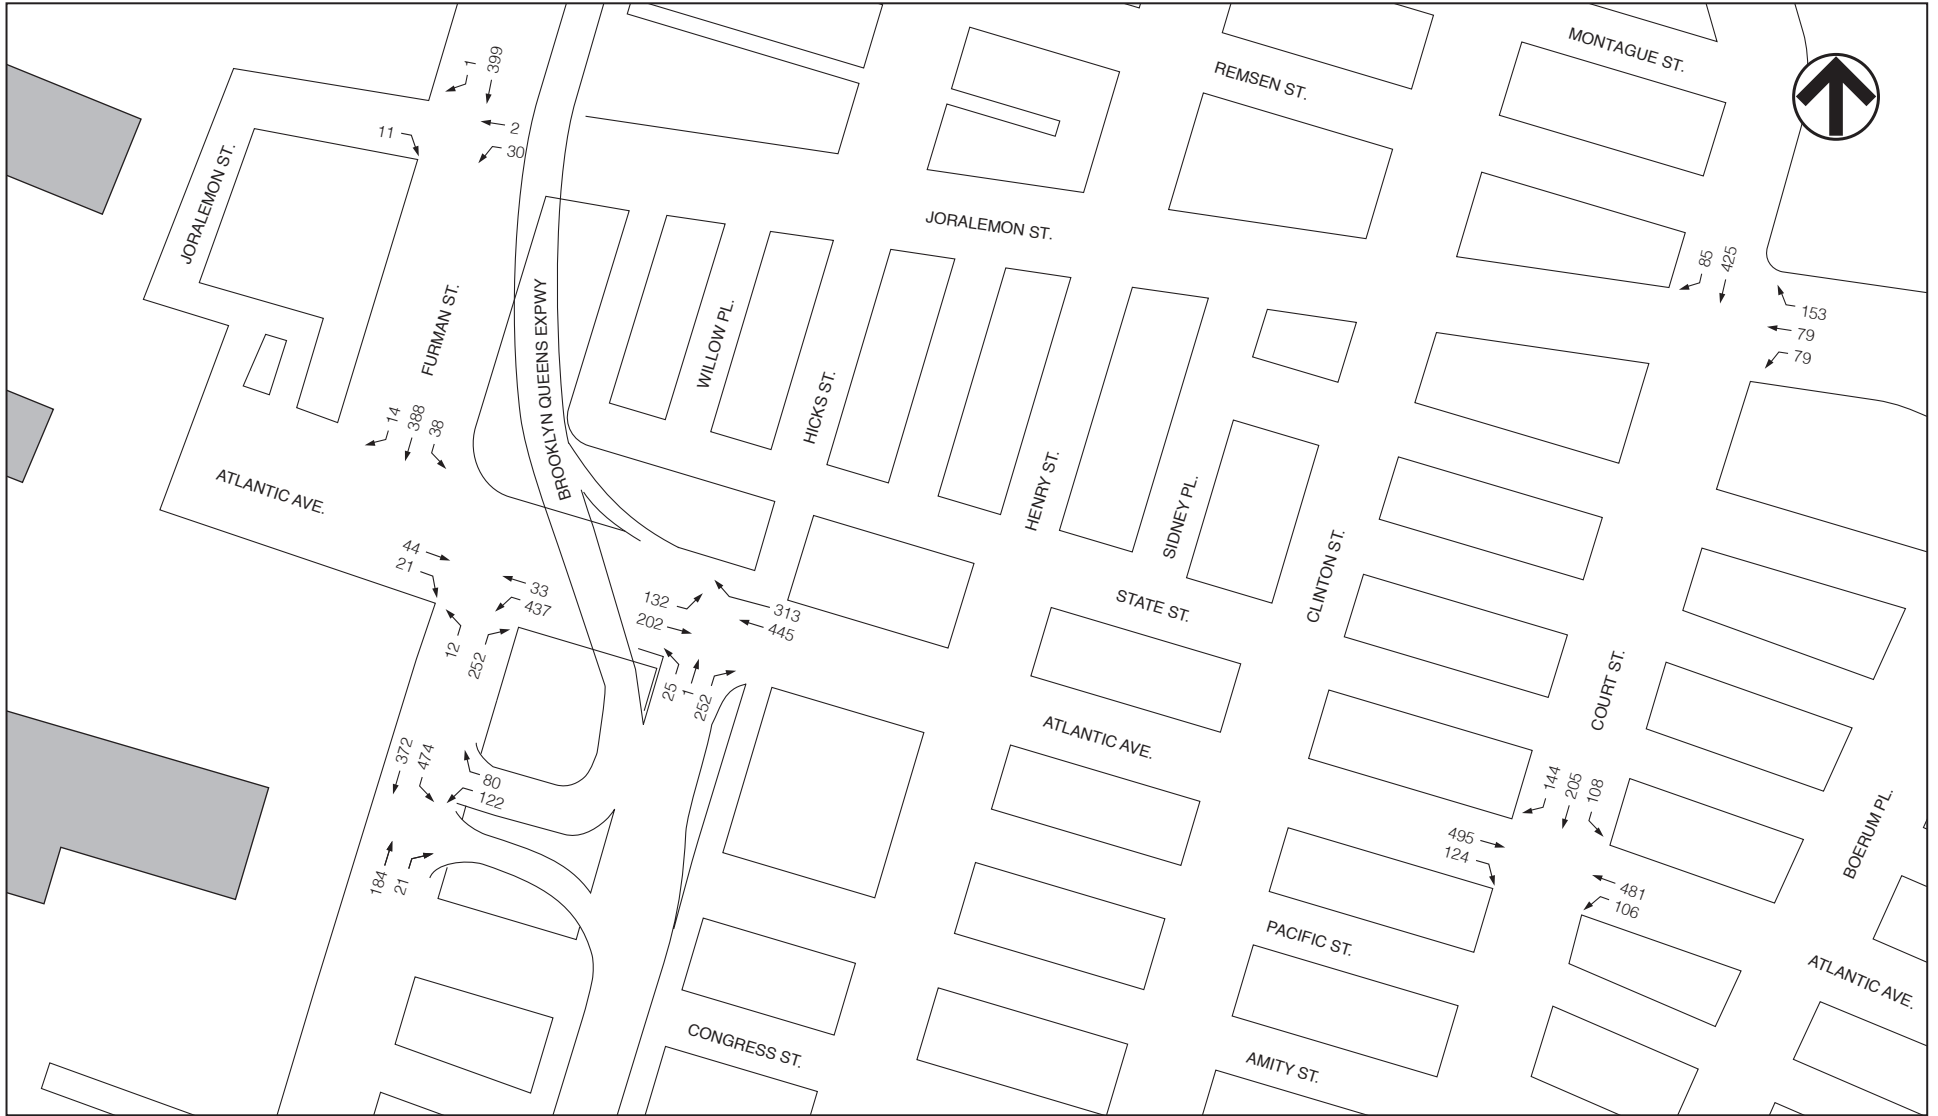 MONTAGUE ST.
REMSEN ST.
1
399
2
11
30
JORALEMON ST.
JORALEMON ST.
85
425
153
79
79
FURMAN ST.
BROOKLYN QUEENS EXPWY
WILLOW PL.
HICKS ST.
14
388
38
HENRY ST.
SIDNEY PL.
CLINTON ST.
ATLANTIC AVE.
44
21
33
437
132
202
313
445
STATE ST.
12
252
25
1
252
COURT ST.
ATLANTIC AVE.
372
474
80
122
144
205
108
495
124
BOERUM PL.
184
21
481
106
PACIFIC ST.
ATLANTIC AVE.
CONGRESS ST.
AMITY ST.